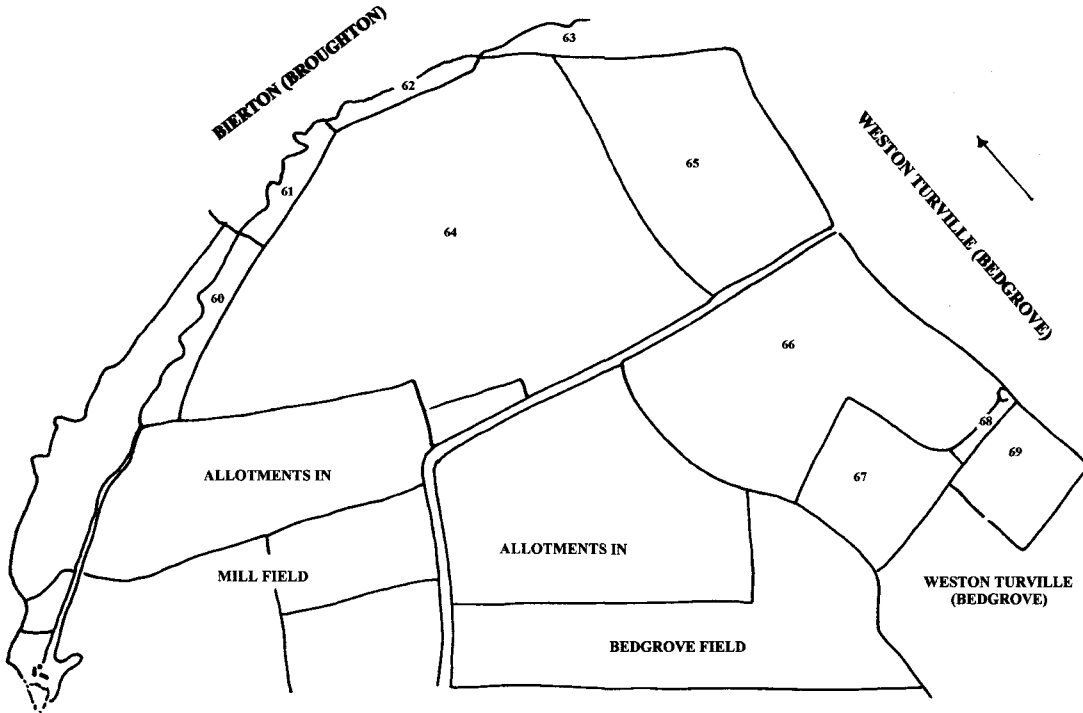 BIERTON (BROUGHTON)
63
62
WESTON TURVILLE (BEDGROVE)
65
61
64
60
66
68
69
67
ALLOTMENTS IN
ALLOTMENTS IN
MILL FIELD
WESTON TURVILLE
(BEDGROVE)
BEDGROVE FIELD